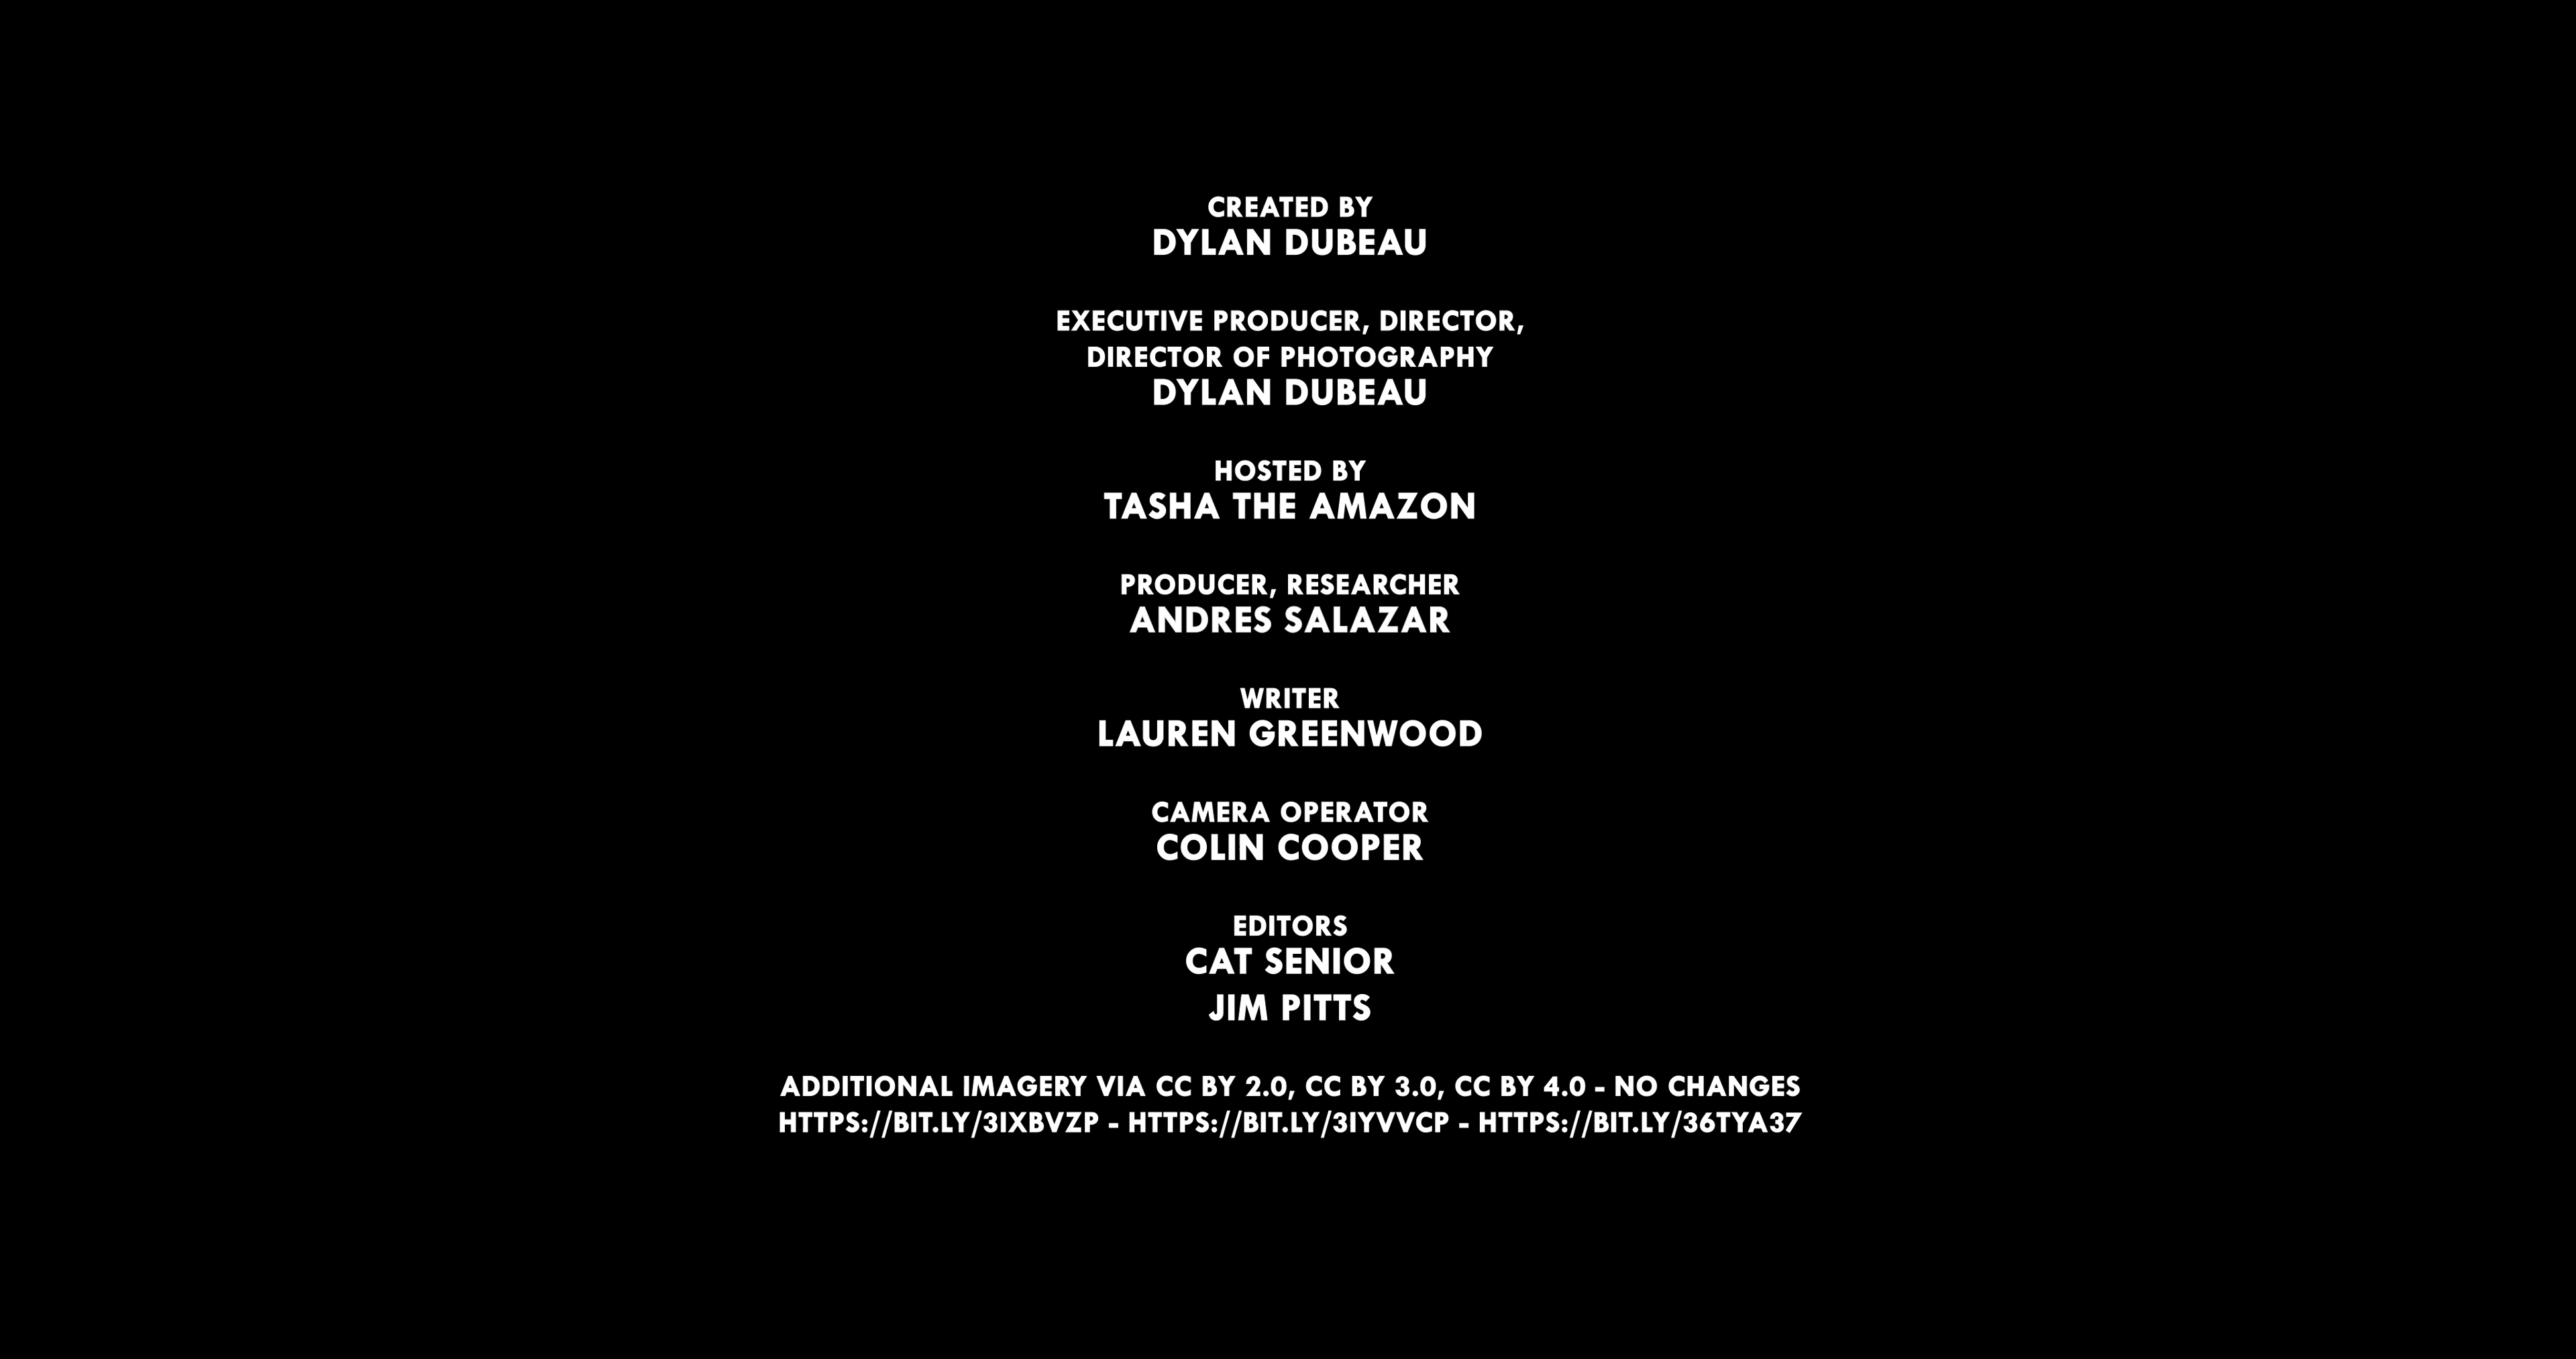 CREATED BY
DYLAN DUBEAU
EXECUTIVE PRODUCER, DIRECTOR,
DIRECTOR OF PHOTOGRAPHY
DYLAN DUBEAU
HOSTED BY
TASHA THE AMAZON
PRODUCER, RESEARCHER
ANDRES SALAZAR
WRITER
LAUREN GREENWOOD
CAMERA OPERATOR
COLIN COOPER
EDITORS
CAT SENIOR
JIM PITTS
ADDITIONAL IMAGERY VIA CC BY 2.0, CC BY 3.0, CC BY 4.0 - NO CHANGES
HTTPS://BIT.LY/3IXBVZP - HTTPS://BIT.LY/3IYVVCP - HTTPS://BIT.LY/36TYA37